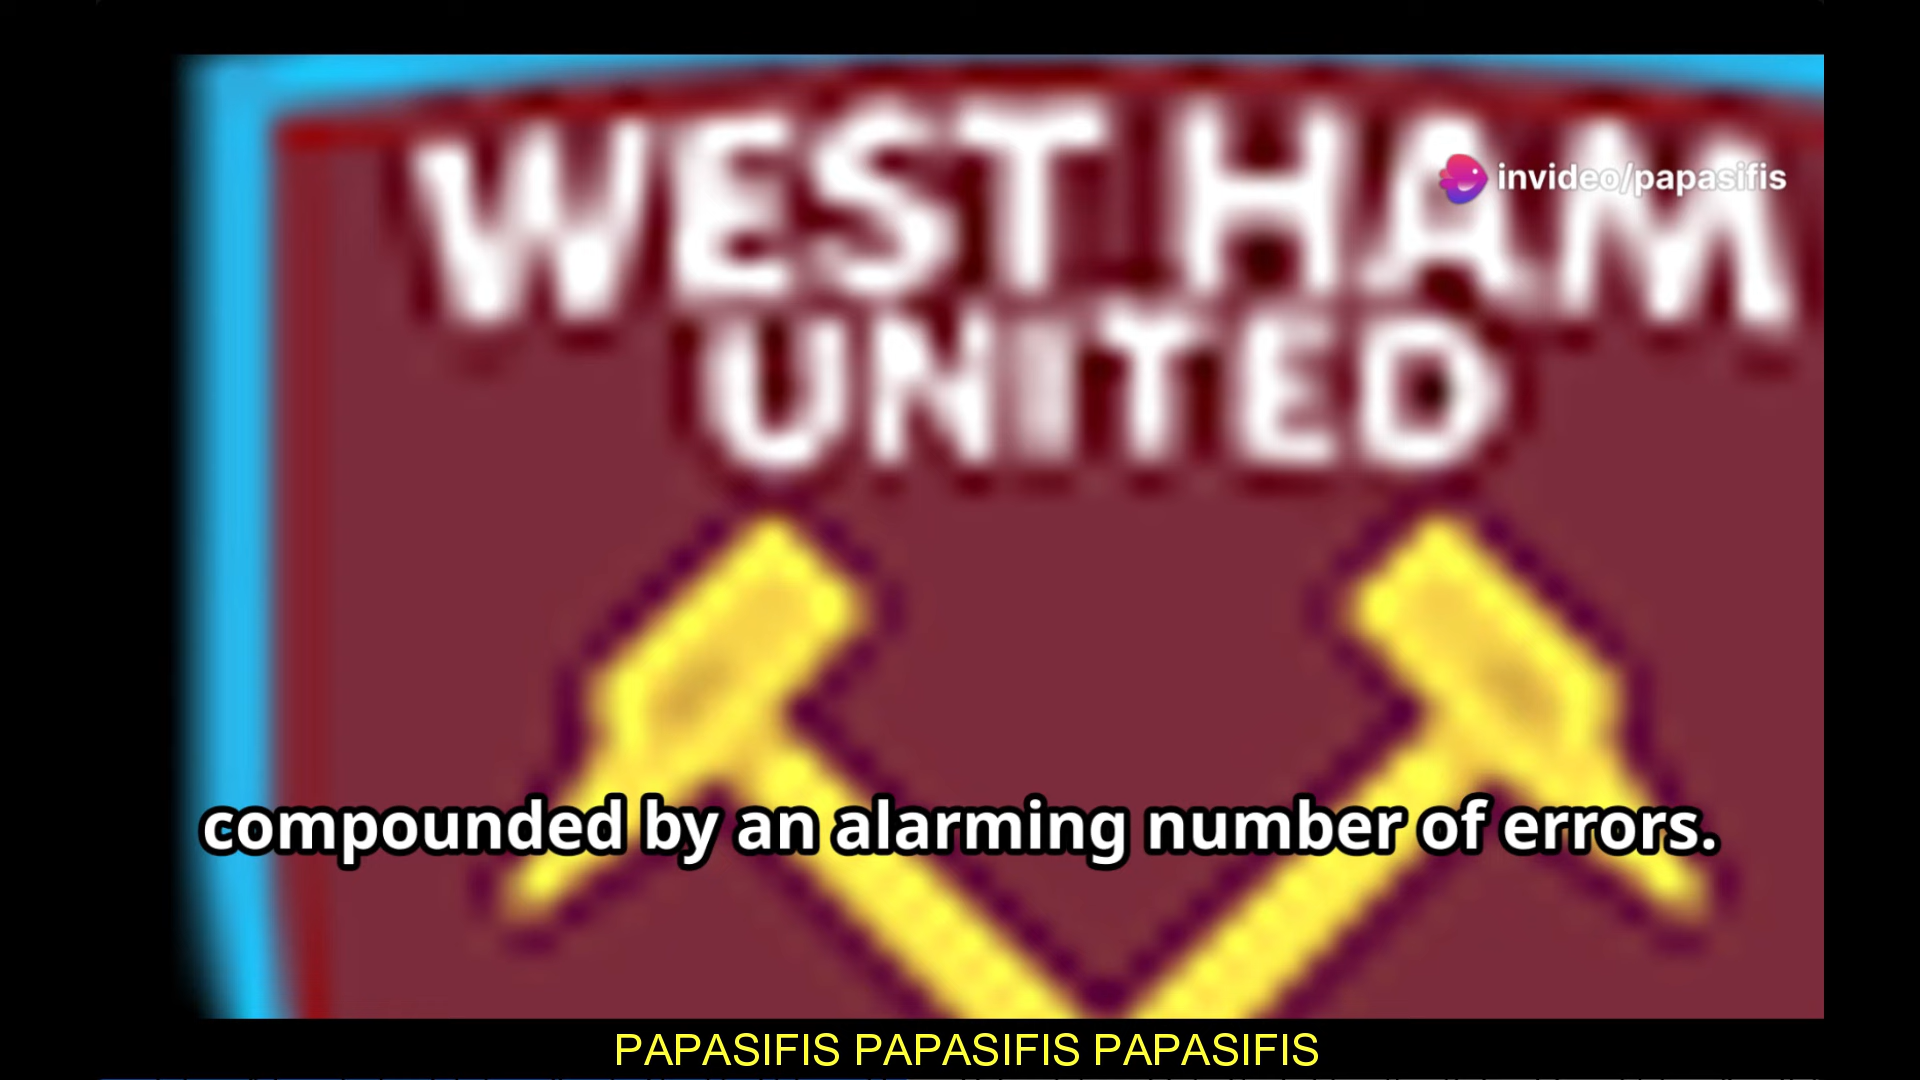 WEST HAM
invideo/papasifis
UNITED
compounded by an alarming number of errors.
PAPASIFIS PAPASIFIS PAPASIFIS